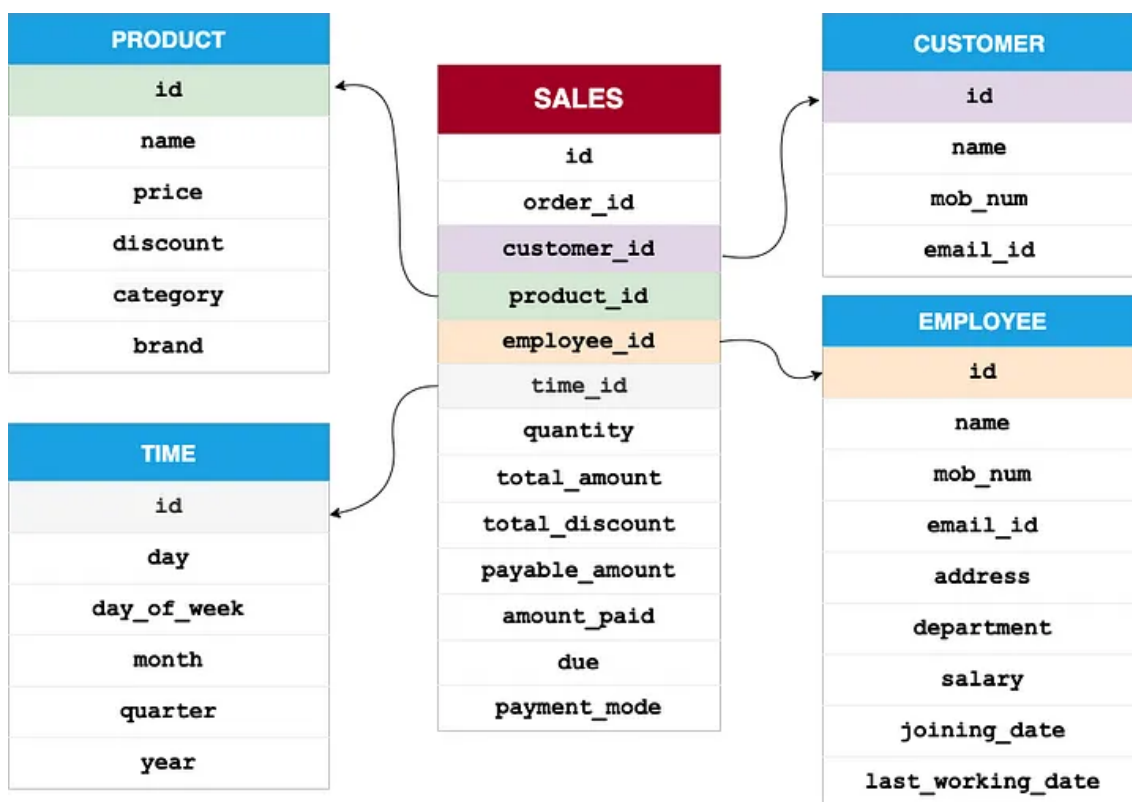 PRODUCT
id
name
price
discount
category
brand
TIME
id
day
day_of_week
month
quarter
year
SALES
id
order_id
customer_id
product_id
employee_id
time_id
quantity
total_amount
total_discount
payable_amount
amount_paid
due
payment_mode
CUSTOMER
id
name
mob_num
email_id
EMPLOYEE
id
name
mob_num
email_id
address
department
salary
joining_date
last_working_date